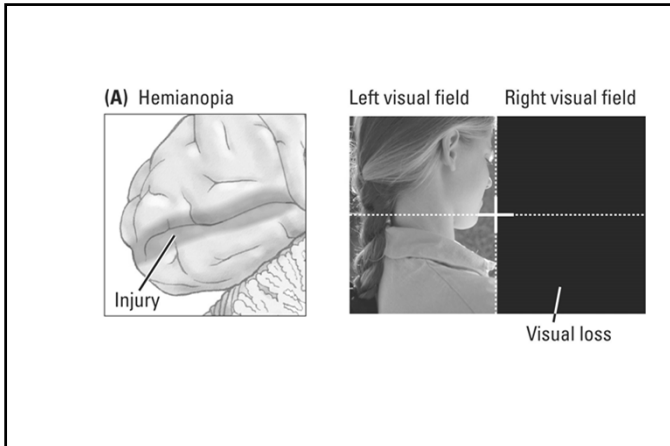 (A) Hemianopia
Left visual field
Right visual field
Injury
Visual loss